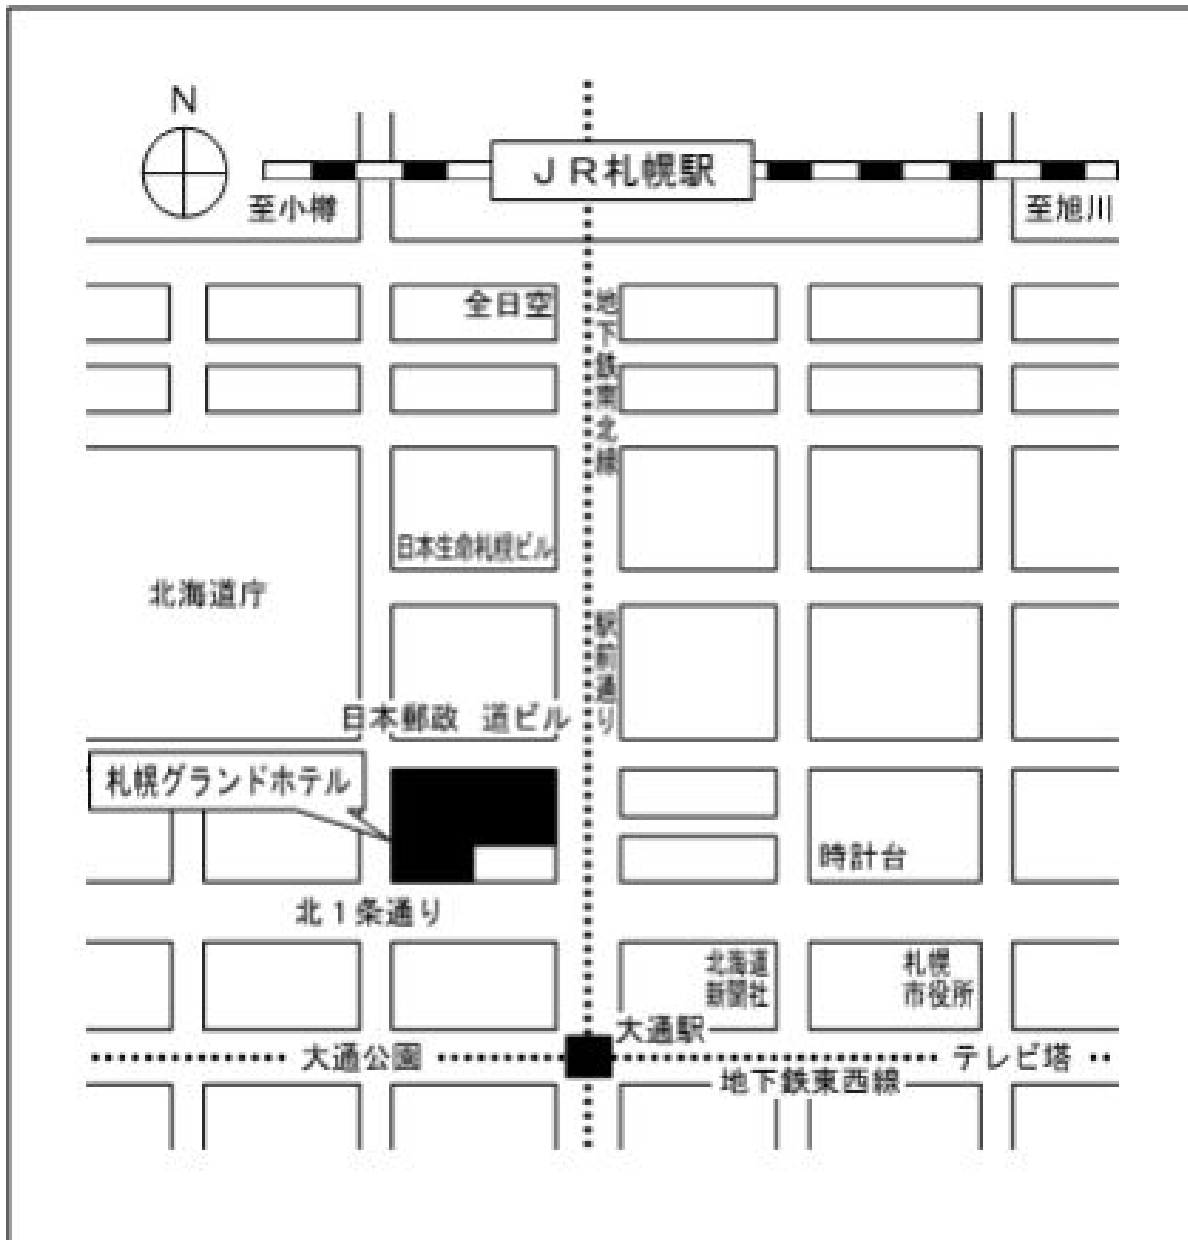 N
JR札幌駅
至小樽
至旭川
全日空
地下鉄南北線
日本生命札幌ビル
北海道庁
駅前通り
日本郵政 道ビル
札幌グランドホテル
時計台
北1条通り
北海道
新聞社
札幌
市役所
大通駅
大通公園
テレビ塔
地下鉄東西線